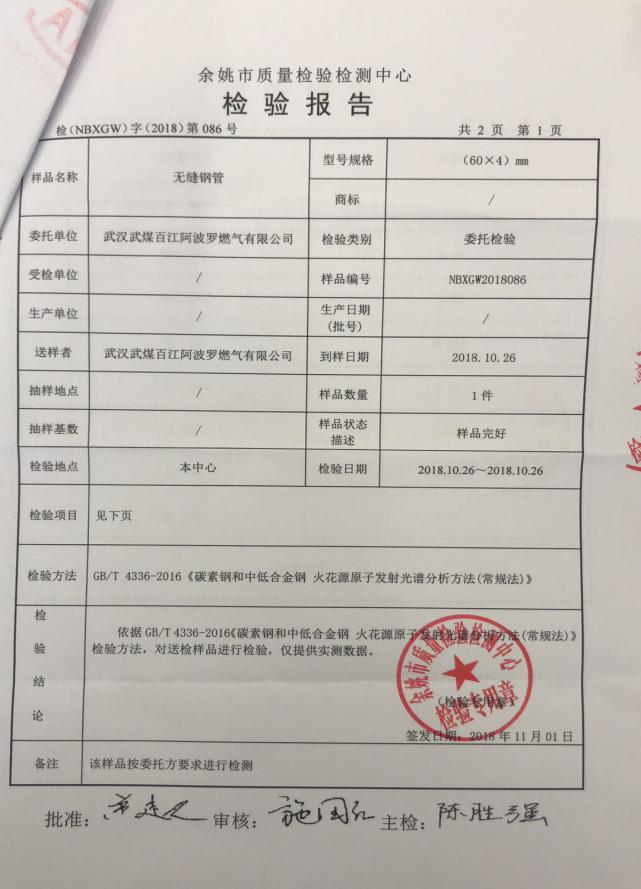 余姚市质量检验检测中心
检验报告
检(NBXGW)字(2018)第086号 共 2 页 第 1 页
样品名称 无缝钢管 型号规格 (60×4)mm
商标 /
委托单位 武汉武煤百江阿波罗燃气有限公司 检验类别 委托检验
受检单位 / 样品编号 NBXGW2018086
生产单位 / 生产日期
(批号) /
送样者 武汉武煤百江阿波罗燃气有限公司 到样日期 2018.10.26
抽样地点 / 样品数量 1件
抽样基数 / 样品状态
描述 样品完好
检验地点 本中心 检验日期 2018.10.26～2018.10.26
检验项目 见下页
检验方法 GB/T 4336-2016《碳素钢和中低合金钢 火花源原子发射光谱分析方法(常规法)》
检验结论
依据GB/T 4336-2016《碳素钢和中低合金钢 火花源原子发射光谱分析方法(常规法)》
检验方法，对送检样品进行检验，仅提供实测数据。
余姚市质量检验检测中心
检验专用章
(检验专用章)
签发日期：2018年11月01日
备注 该样品按委托方要求进行检测
批准： 审核：施国江 主检：陈胜强